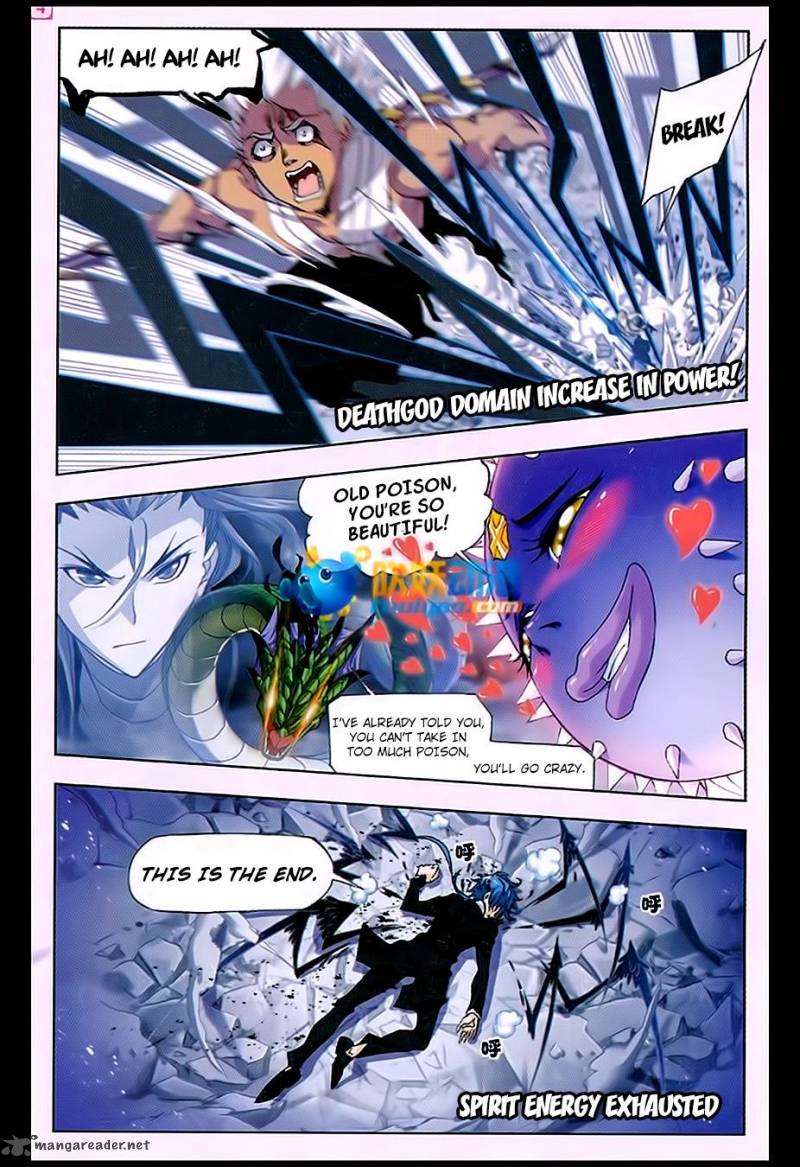 4
AH! AH! AH! AH!
BREAK!
DEATHGOD DOMAIN INCREASE IN POWER!
OLD POISON,
YOU'RE SO
BEAUTIFUL!
I'VE ALREADY TOLD YOU,
YOU CAN'T TAKE IN
TOO MUCH POISON,
YOU'LL GO CRAZY.
THIS IS THE END.
呼
呼
呼
SPIRIT ENERGY EXHAUSTED
mangareader.net